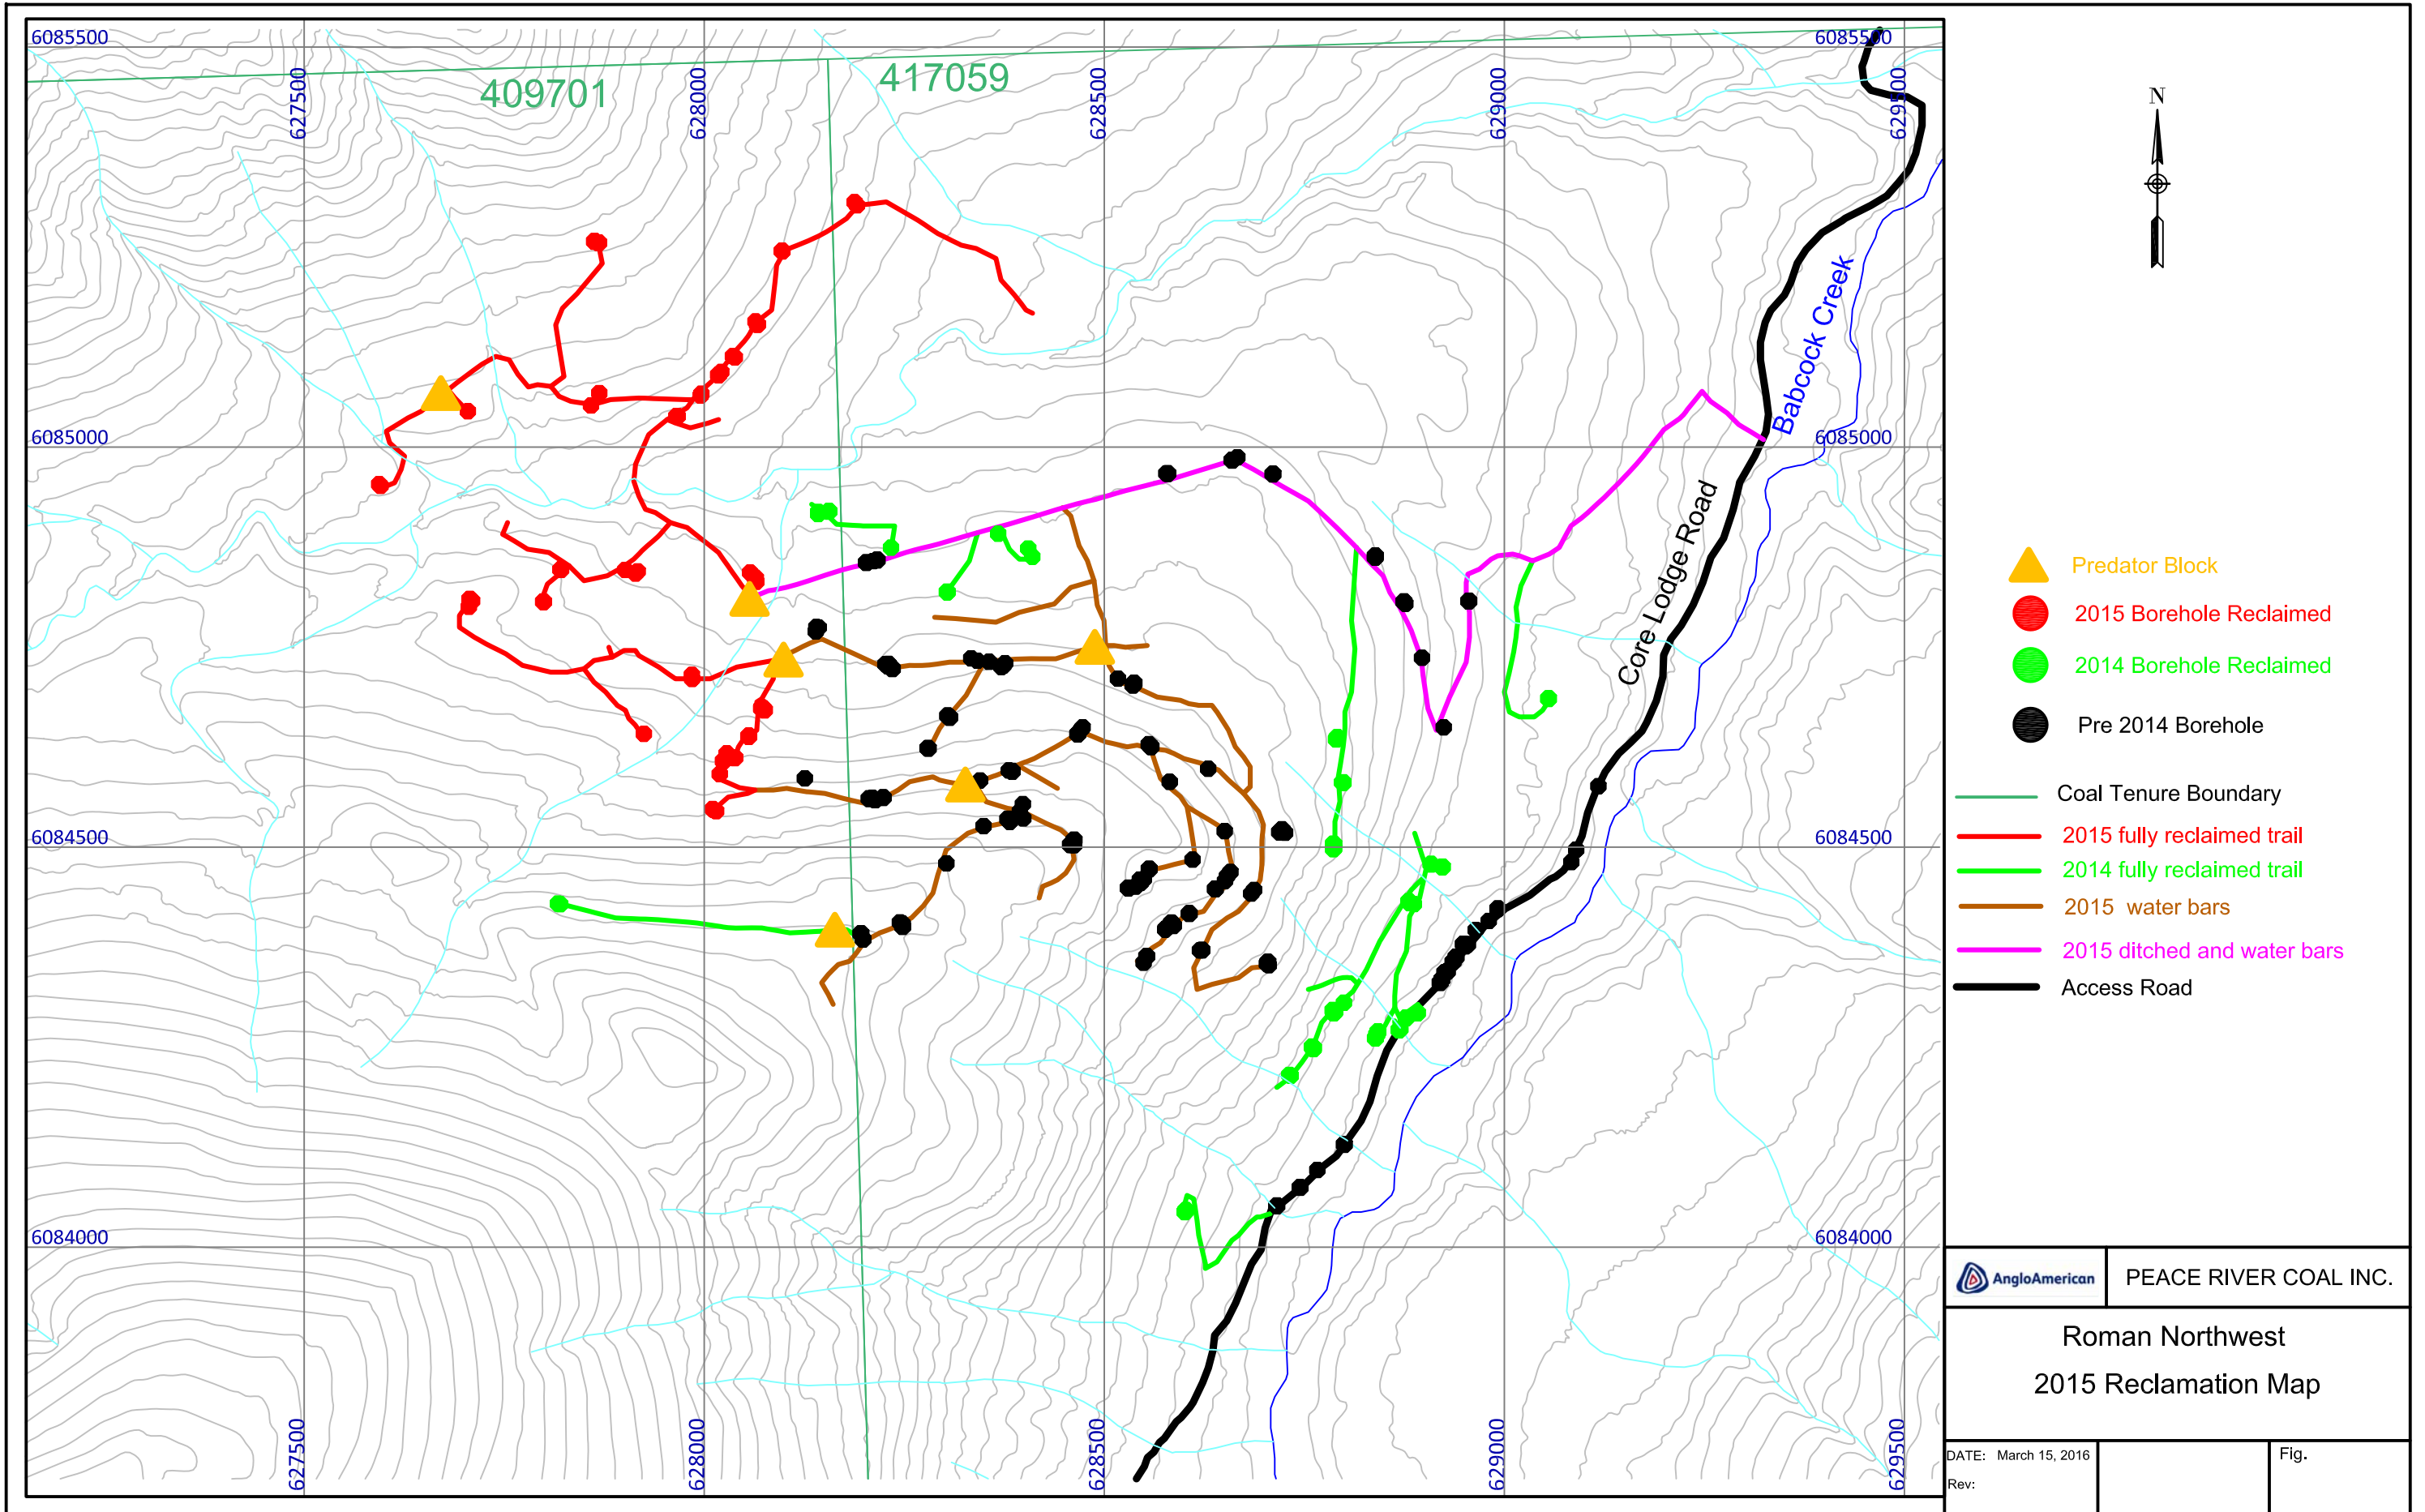 6085500
6085500
627500
628000
628500
629000
629500
409701
417059
N
Babcock Creek
6085000
6085000
Core Lodge Road
Predator Block
2015 Borehole Reclaimed
2014 Borehole Reclaimed
Pre 2014 Borehole
Coal Tenure Boundary
2015 fully reclaimed trail
2014 fully reclaimed trail
2015 water bars
2015 ditched and water bars
Access Road
6084500
6084500
6084000
6084000
627500
628000
628500
629000
629500
AngloAmerican
PEACE RIVER COAL INC.
Roman Northwest
2015 Reclamation Map
DATE: March 15, 2016
Rev:
Fig.